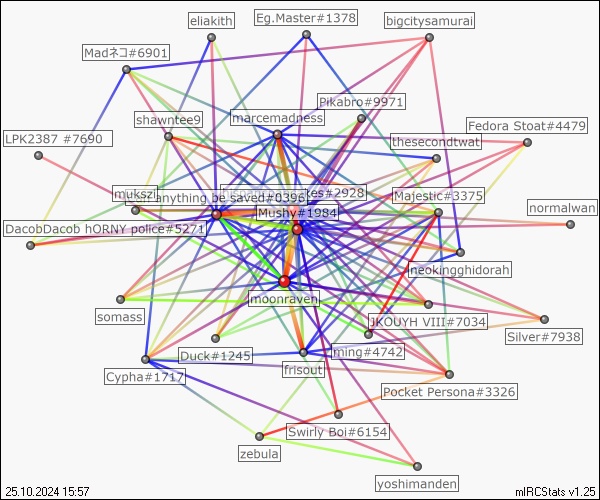 eliakith
Eg.Master#1378
bigcitysamurai
Madネコ#6901
Pikabro#9971
shawntee9
marcemadness
LPK2387 #7690
thesecondtwat
Fedora Stoat#4479
mukszi
anything be saved#0396
kes#2928
Majestic#3375
Mushy#1984
normalwan
DacobDacob hORNY police#5271
neokingghidorah
moonraven
somass
JKOUYH VIII#7034
Silver#7938
Duck#1245
ming#4742
frisout
Cypha#1717
Pocket Persona#3326
Swirly Boi#6154
zebula
yoshimanden
25.10.2024 15:57
mIRCStats v1.25